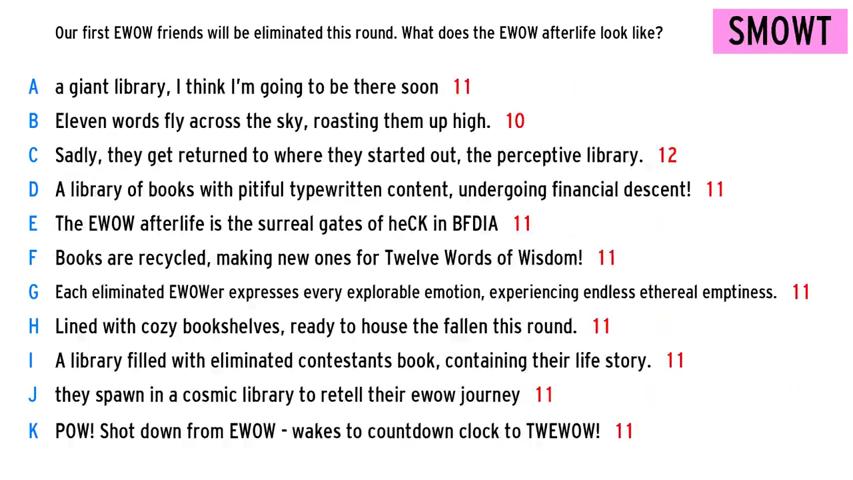 Our first EWOW friends will be eliminated this round. What does the EWOW afterlife look like?
SMOWT
A a giant library, I think I'm going to be there soon 11
B Eleven words fly across the sky, roasting them up high. 10
C Sadly, they get returned to where they started out, the perceptive library. 12
D A library of books with pitiful typewritten content, undergoing financial descent! 11
E The EWOW afterlife is the surreal gates of heCK in BFDIA 11
F Books are recycled, making new ones for Twelve Words of Wisdom! 11
G Each eliminated EWOWer expresses every explorable emotion, experiencing endless ethereal emptiness. 11
H Lined with cozy bookshelves, ready to house the fallen this round. 11
I A library filled with eliminated contestants book, containing their life story. 11
J they spawn in a cosmic library to retell their ewow journey 11
K POW! Shot down from EWOW - wakes to countdown clock to TWEWOW! 11